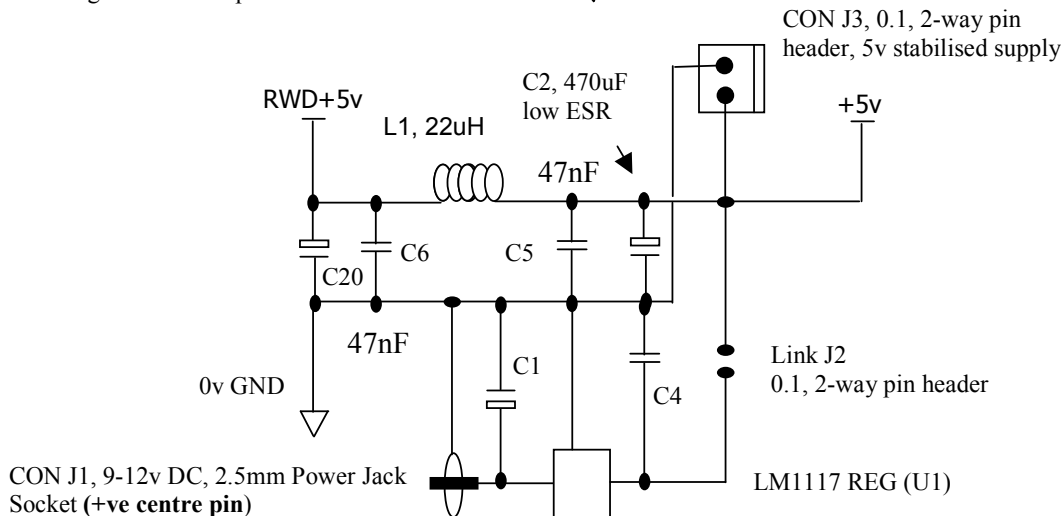 CON J3, 0.1, 2-way pin
header, 5v stabilised supply
C2, 470uF
low ESR
RWD+5v
+5v
L1, 22uH
47nF
C6
C5
C20
47nF
C1
Link J2
0.1, 2-way pin header
0v GND
C4
CON J1, 9-12v DC, 2.5mm Power Jack
Socket (+ve centre pin)
LM1117 REG (U1)